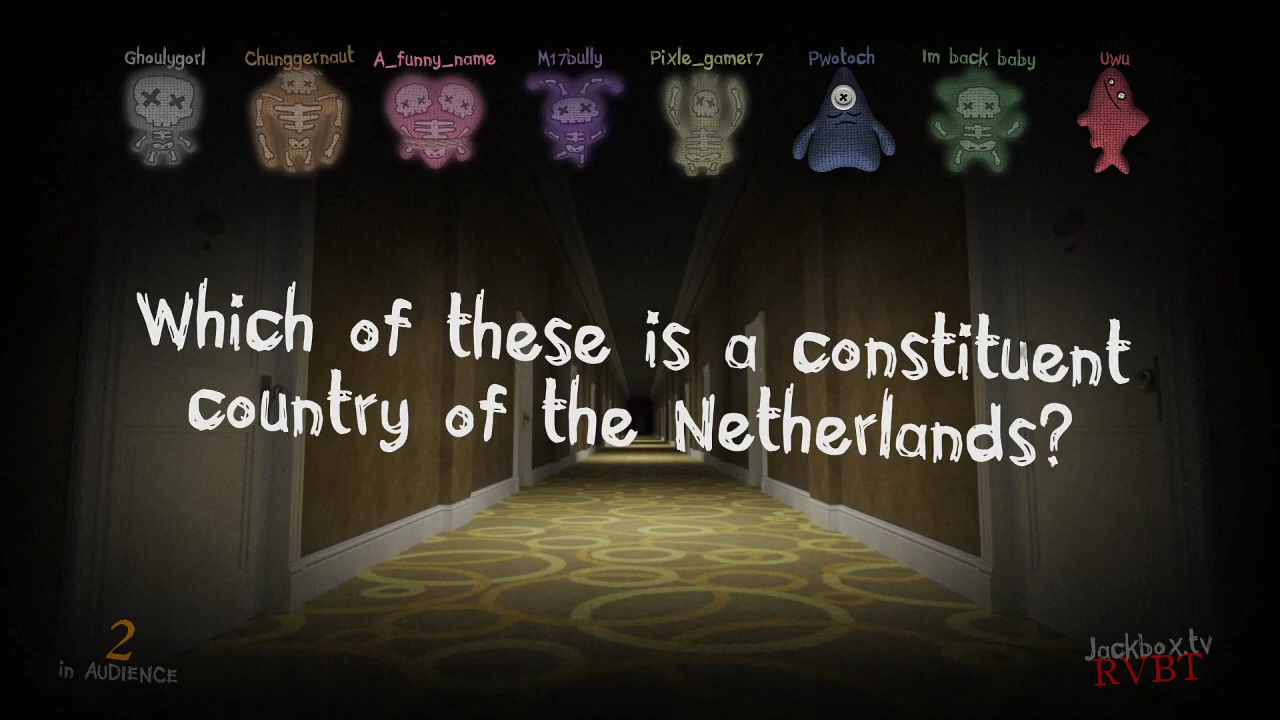 Ghoulygorl
Chunggernaut
A_funny_name
M17bully
Pixle_gamer7
Pwotoch
Im back baby
Uwu
Which of these is a constituent
country of the Netherlands?
2
in AUDIENCE
Jackbox.tv
RVBT